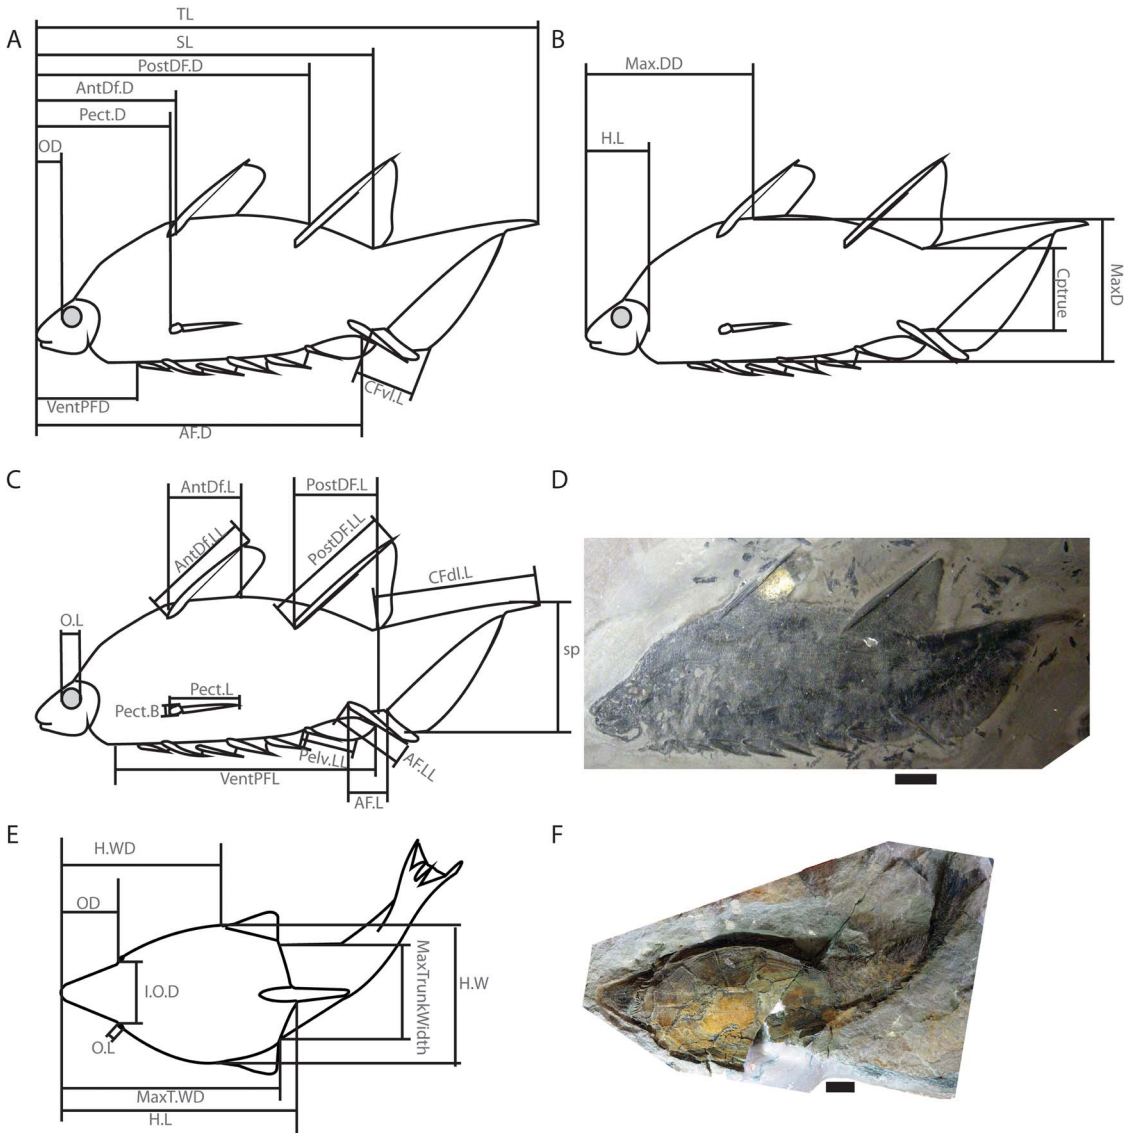 A
TL
SL
PostDF.D
AntDf.D
Pect.D
OD
VentPFD
CFvl.L
AF.D
B
Max.DD
H.L
Cptrue
MaxD
C
AntDf.L
PostDF.L
AntDf.LL
PostDF.LL
CFdl.L
O.L
sp
Pect.L
Pect.B
Pelv.LL
AF.LL
VentPFL
AF.L
D
E
H.WD
OD
I.O.D
MaxTrunkWidth
H.W
O.L
MaxT.WD
H.L
F